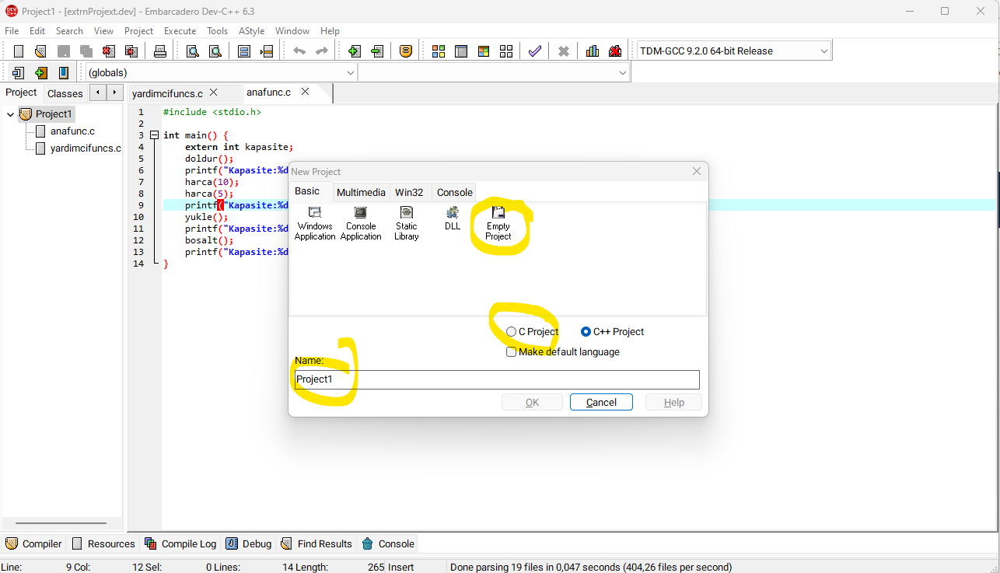 Project1 - [extrnProjext.dev] - Embarcadero Dev-C++ 6.3
File Edit Search View Project Execute Tools AStyle Window Help
TDM-GCC 9.2.0 64-bit Release
(globals)
Project Classes
yardimcifuncs.c anafunc.c
Project1
anafunc.c
yardimcifuncs.c
1 #include <stdio.h>
2
3 int main() {
4 extern int kapasite;
5 doldur();
6 printf("Kapasite:%d
7 harca(10);
8 harca(5);
9 printf("Kapasite:%d
10 yukle();
11 printf("Kapasite:%d
12 bosalt();
13 printf("Kapasite:%d
14 }
New Project
Basic Multimedia Win32 Console
Windows Application
Console Application
Static Library
DLL
Empty Project
C Project C++ Project
Make default language
Name:
Project1
OK Cancel Help
Compiler Resources Compile Log Debug Find Results Console
Line: 9 Col: 12 Sel: 0 Lines: 14 Length: 265 Insert Done parsing 19 files in 0,047 seconds (404,26 files per second)